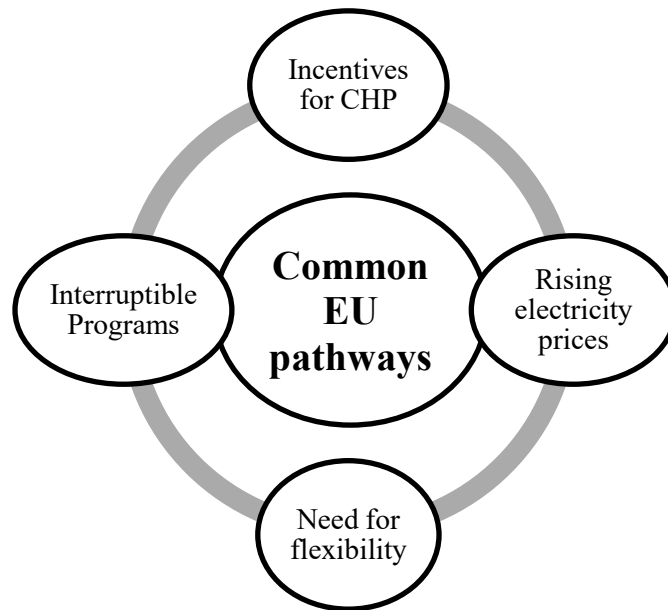 Incentives
for CHP
Interruptible
Programs
Common
EU
pathways
Rising
electricity
prices
Need for
flexibility